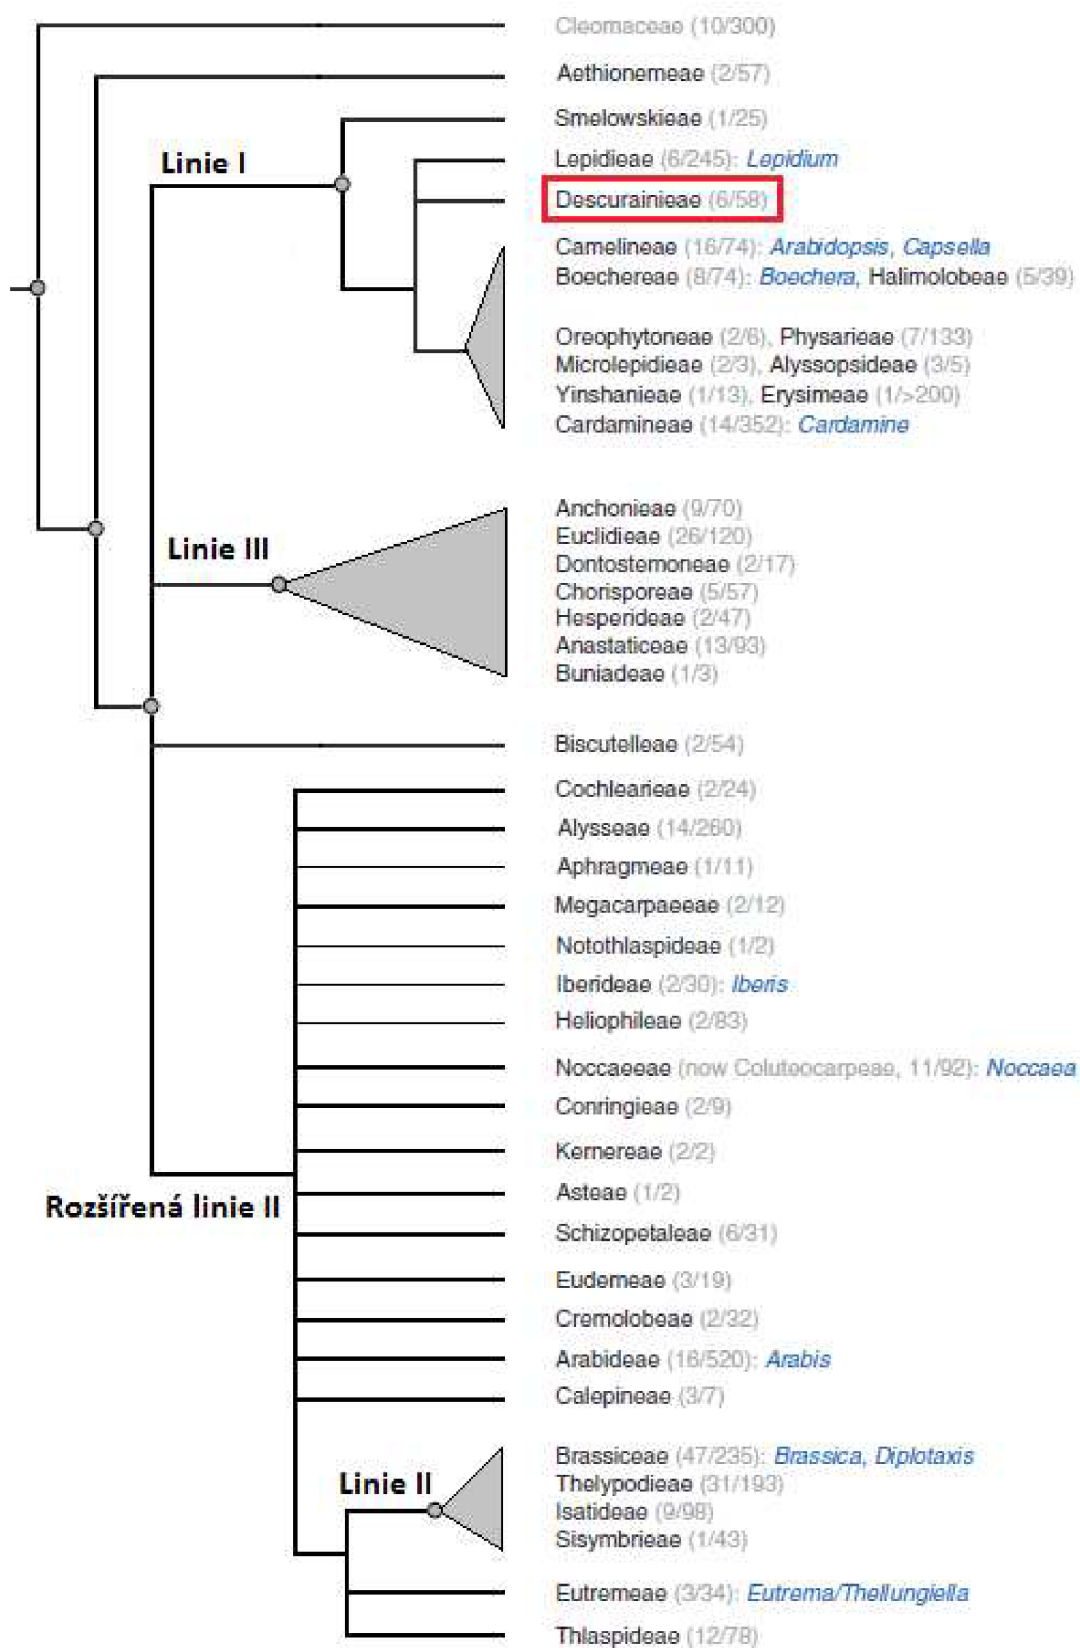 Cleomaceae (10/300)
Aethionemeae (2/57)
Smelowskieae (1/25)
Linie I
Lepidieae (6/245): Lepidium
Descurainieae (6/58)
Camelineae (16/74): Arabidopsis, Capsella
Boechereae (8/74): Boechera, Halimolobeae (5/39)
Oreophytoneae (2/6), Physarieae (7/133)
Microlepidieae (2/3), Alyssopsideae (3/5)
Yinshanieae (1/13), Erysimeae (1/>200)
Cardamineae (14/352): Cardamine
Linie III
Anchonieae (9/70)
Euclidieae (26/120)
Dontostemoneae (2/17)
Chorisporeae (5/57)
Hesperideae (2/47)
Anastaticeae (13/93)
Buniadeae (1/3)
Biscutelleae (2/54)
Cochlearieae (2/24)
Alysseae (14/260)
Aphragmeae (1/11)
Megacarpaeeae (2/12)
Notothlaspideae (1/2)
Iberideae (2/30): Iberis
Heliophileae (2/83)
Noccaeeae (now Coluteocarpeae, 11/92): Noccaea
Conringieae (2/9)
Kernereae (2/2)
Rozšířená linie II
Asteae (1/2)
Schizopetaleae (6/31)
Eudemeae (3/19)
Cremolobeae (2/32)
Arabideae (16/520): Arabis
Calepineae (3/7)
Linie II
Brassiceae (47/235): Brassica, Diplotaxis
Thelypodieae (31/193)
Isatideae (9/98)
Sisymbrieae (1/43)
Eutremeae (3/34): Eutrema/Thellungiella
Thlaspideae (12/78)